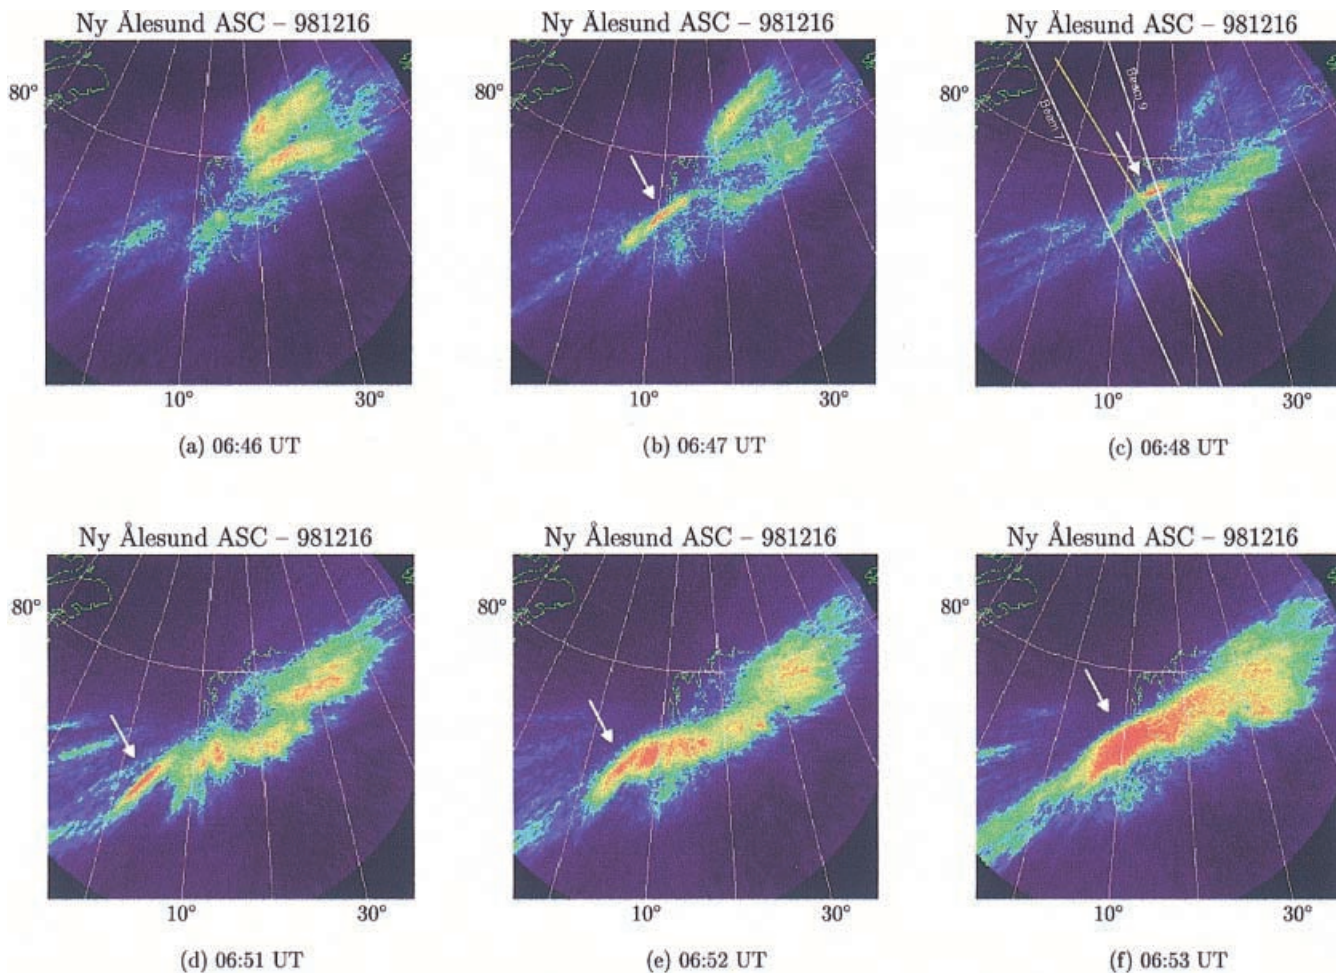 Ny Ålesund ASC – 981216
Ny Ålesund ASC – 981216
Ny Ålesund ASC – 981216
80°
80°
80°
Beam 9
10°
30°
10°
30°
10°
30°
(a) 06:46 UT
(b) 06:47 UT
(c) 06:48 UT
Ny Ålesund ASC – 981216
Ny Ålesund ASC – 981216
Ny Ålesund ASC – 981216
80°
80°
80°
10°
30°
10°
30°
10°
30°
(d) 06:51 UT
(e) 06:52 UT
(f) 06:53 UT